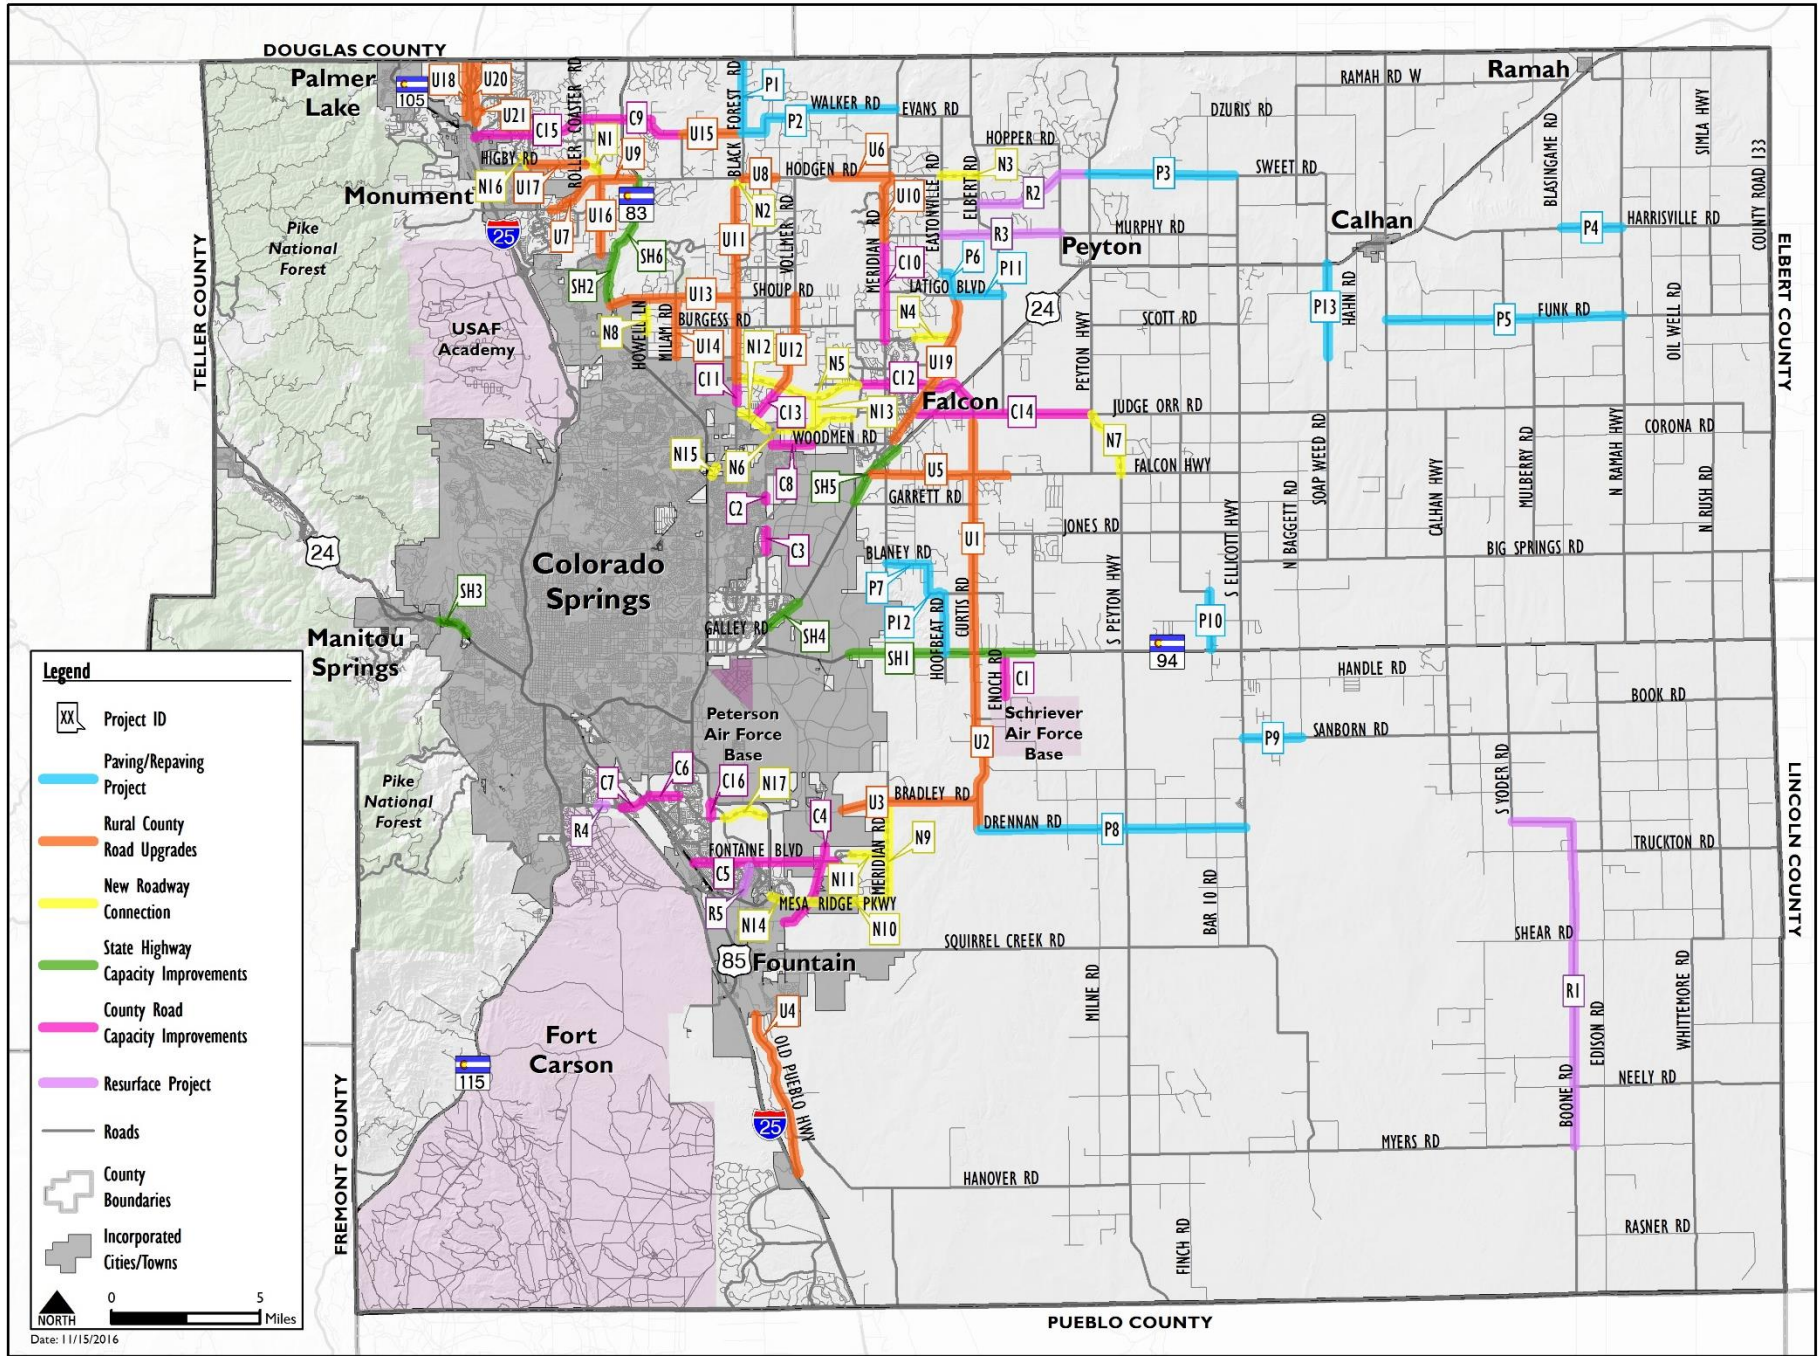 DOUGLAS COUNTY
Palmer
Lake
105
U18
U20
U21
C15
ROLLER COASTER RD
C9
U15
BLACK FOREST RD
P1
P2
WALKER RD
EVANS RD
RAMAH RD W
Ramah
DZURIS RD
SIMLA HWY
HIGBY RD
N1
U9
N16
U17
Monument
83
U7
U16
25
U8
HODGEN RD
U6
N2
VOLLMER RD
U11
MERIDIAN RD
U10
EASTONVILLE RD
ELBERT RD
HOPPER RD
N3
R2
P3
SWEET RD
BLASINGAME RD
COUNTY ROAD 133
R3
MURPHY RD
Peyton
Calhan
P4
HARRISVILLE RD
Pike
National
Forest
TELLER COUNTY
ELBERT COUNTY
SH2
SH6
U13
SHOUP RD
C10
P6
P11
LATIGO BLVD
24
P13
HAHN RD
P5
FUNK RD
OIL WELL RD
USAF
Academy
N8
HOWELL LN
MILAM RD
BURGESS RD
U14
N12
U12
N4
U19
SCOTT RD
PEYTON HWY
C11
N5
C12
Falcon
C13
N13
C14
JUDGE ORR RD
CORONA RD
WOODMEN RD
N15
N6
C8
SH5
U5
N7
FALCON HWY
GARRETT RD
C2
C3
U1
JONES RD
SOAP WEED RD
N BAGGETT RD
CALHAN HWY
MULBERRY RD
N RAMAH HWY
N RUSH RD
BIG SPRINGS RD
24
Colorado
Springs
BLANEY RD
P7
P12
HOOFBEAT RD
CURTIS RD
S PEYTON HWY
S ELLICOTT HWY
P10
SH3
Manitou
Springs
GALLEY RD
SH4
SH1
94
ENOCH RD
C1
HANDLE RD
BOOK RD
Peterson
Air Force
Base
Schriever
Air Force
Base
U2
P9
SANBORN RD
Pike
National
Forest
C7
C6
C16
N17
R4
C4
U3
BRADLEY RD
DRENNAN RD
P8
S YODER RD
LINCOLN COUNTY
FONTAINE BLVD
C5
MERIDIAN RD
N9
N11
TRUCKTON RD
R5
N14
MESA RIDGE PKWY
N10
BAR 10 RD
SHEAR RD
SQUIRREL CREEK RD
85
Fountain
MILNE RD
R1
EDISON RD
WHITTEMORE RD
U4
OLD PUEBLO HWY
Fort
Carson
115
25
FREMONT COUNTY
BOONE RD
NEELY RD
MYERS RD
HANOVER RD
FINCH RD
RASNER RD
PUEBLO COUNTY
Legend
XX
Project ID
Paving/Repaving
Project
Rural County
Road Upgrades
New Roadway
Connection
State Highway
Capacity Improvements
County Road
Capacity Improvements
Resurface Project
Roads
County
Boundaries
Incorporated
Cities/Towns
NORTH
0
5
Miles
Date: 11/15/2016